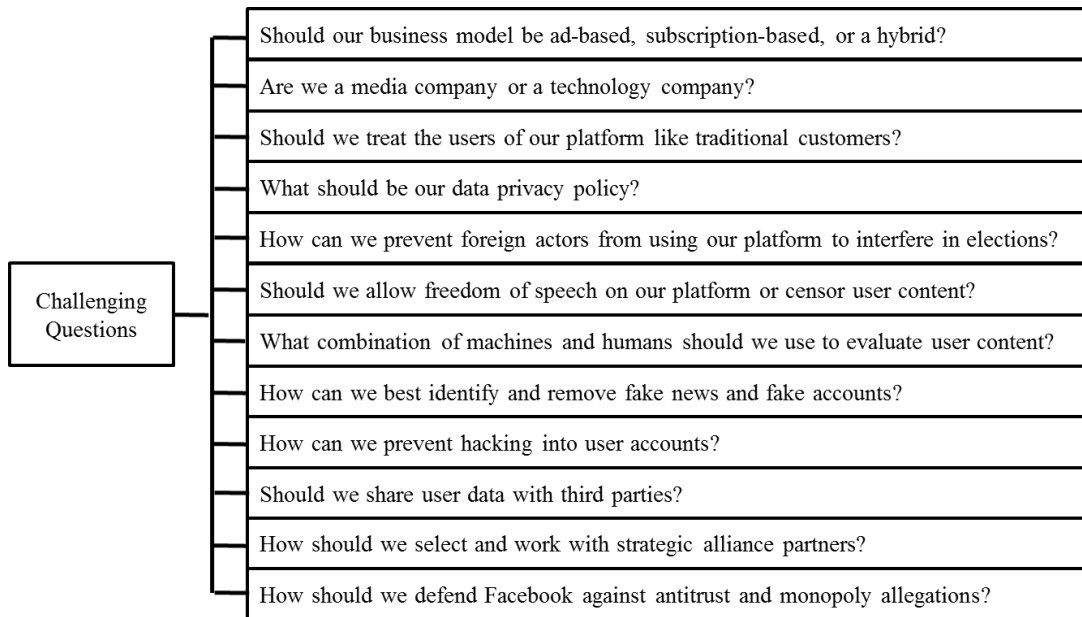 Should our business model be ad-based, subscription-based, or a hybrid?
Are we a media company or a technology company?
Should we treat the users of our platform like traditional customers?
What should be our data privacy policy?
How can we prevent foreign actors from using our platform to interfere in elections?
Challenging
Questions
Should we allow freedom of speech on our platform or censor user content?
What combination of machines and humans should we use to evaluate user content?
How can we best identify and remove fake news and fake accounts?
How can we prevent hacking into user accounts?
Should we share user data with third parties?
How should we select and work with strategic alliance partners?
How should we defend Facebook against antitrust and monopoly allegations?